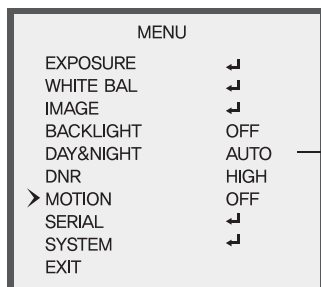 MENU
EXPOSURE ↲
WHITE BAL ↲
IMAGE ↲
BACKLIGHT OFF
DAY&NIGHT AUTO
DNR HIGH
MOTION OFF
SERIAL ↲
SYSTEM ↲
EXIT